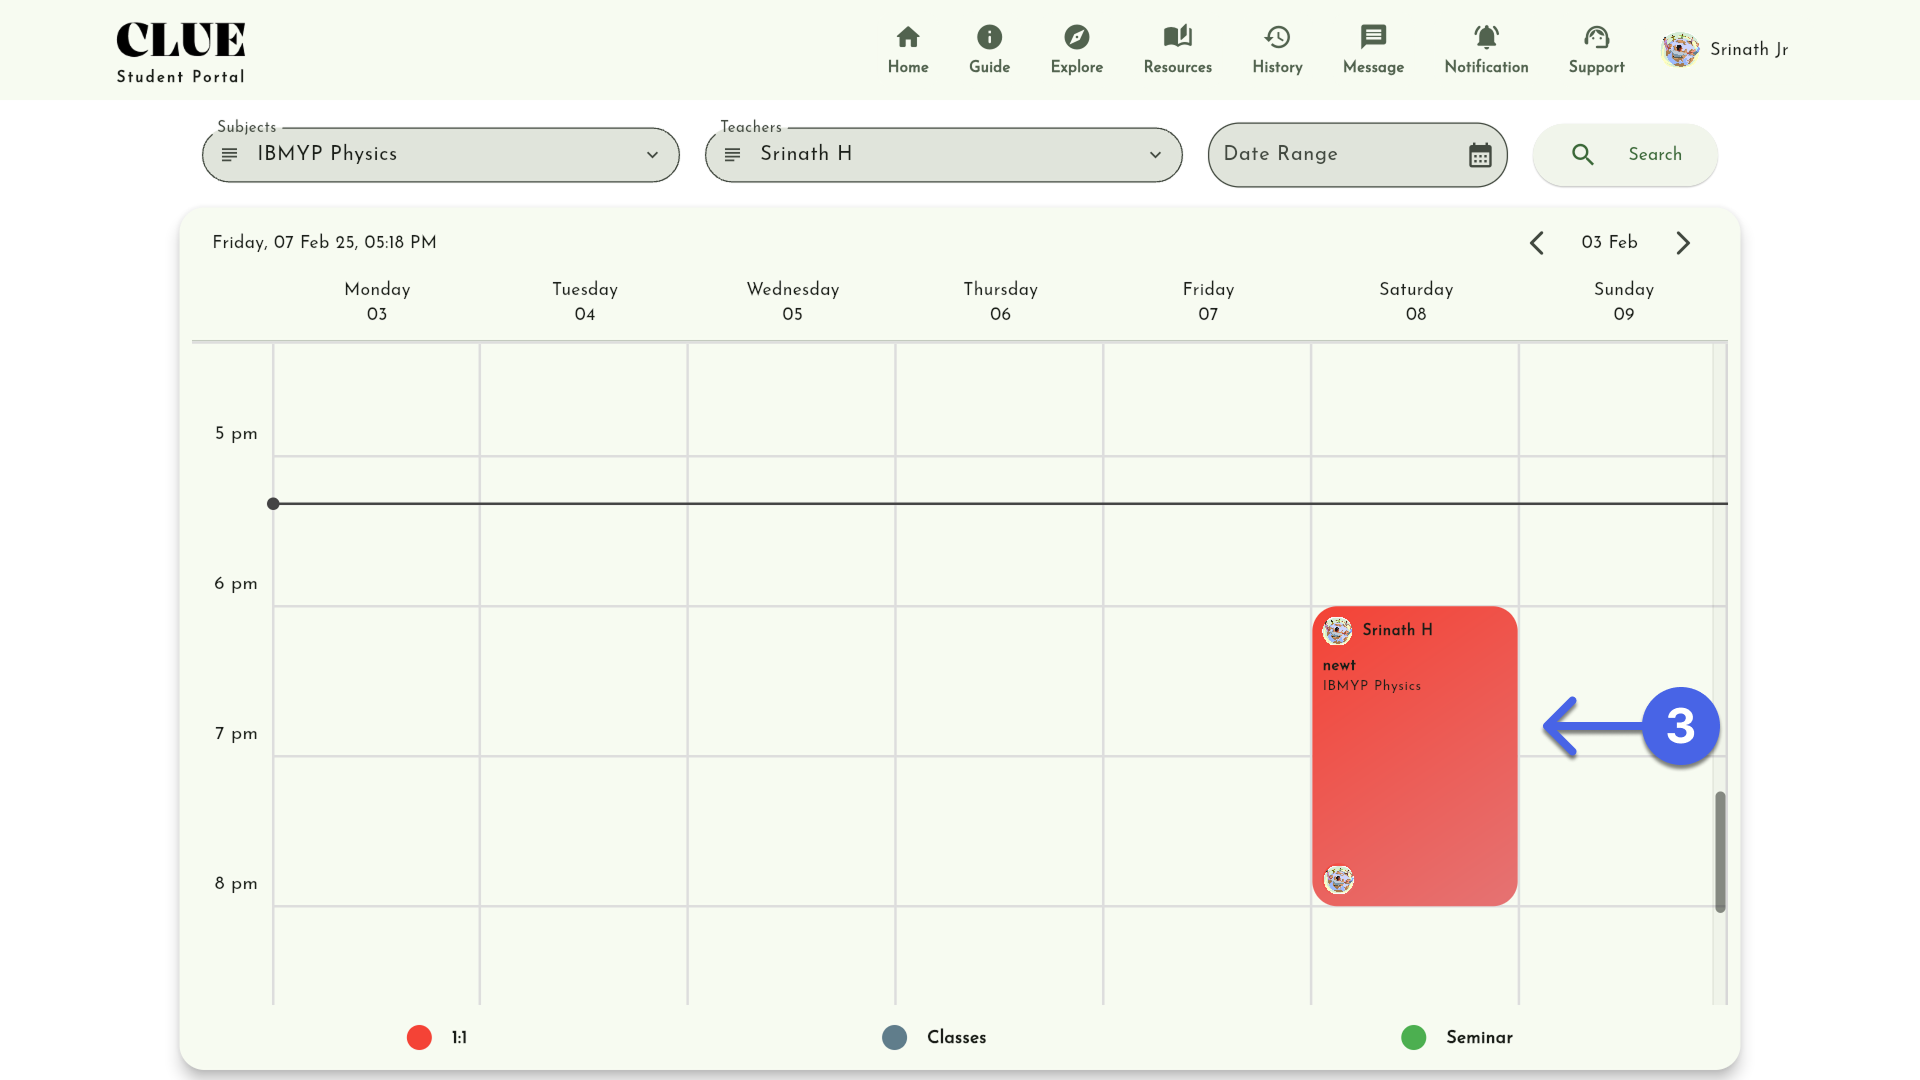 CLUE
Student Portal
Home
Guide
Explore
Resources
History
Message
Notification
Support
Srinath Jr
Subjects
IBMYP Physics
Teachers
Srinath H
Date Range
Search
Friday, 07 Feb 25, 05:18 PM
03 Feb
Monday
03
Tuesday
04
Wednesday
05
Thursday
06
Friday
07
Saturday
08
Sunday
09
5 pm
6 pm
Srinath H
newt
IBMYP Physics
7 pm
3
8 pm
1:1
Classes
Seminar